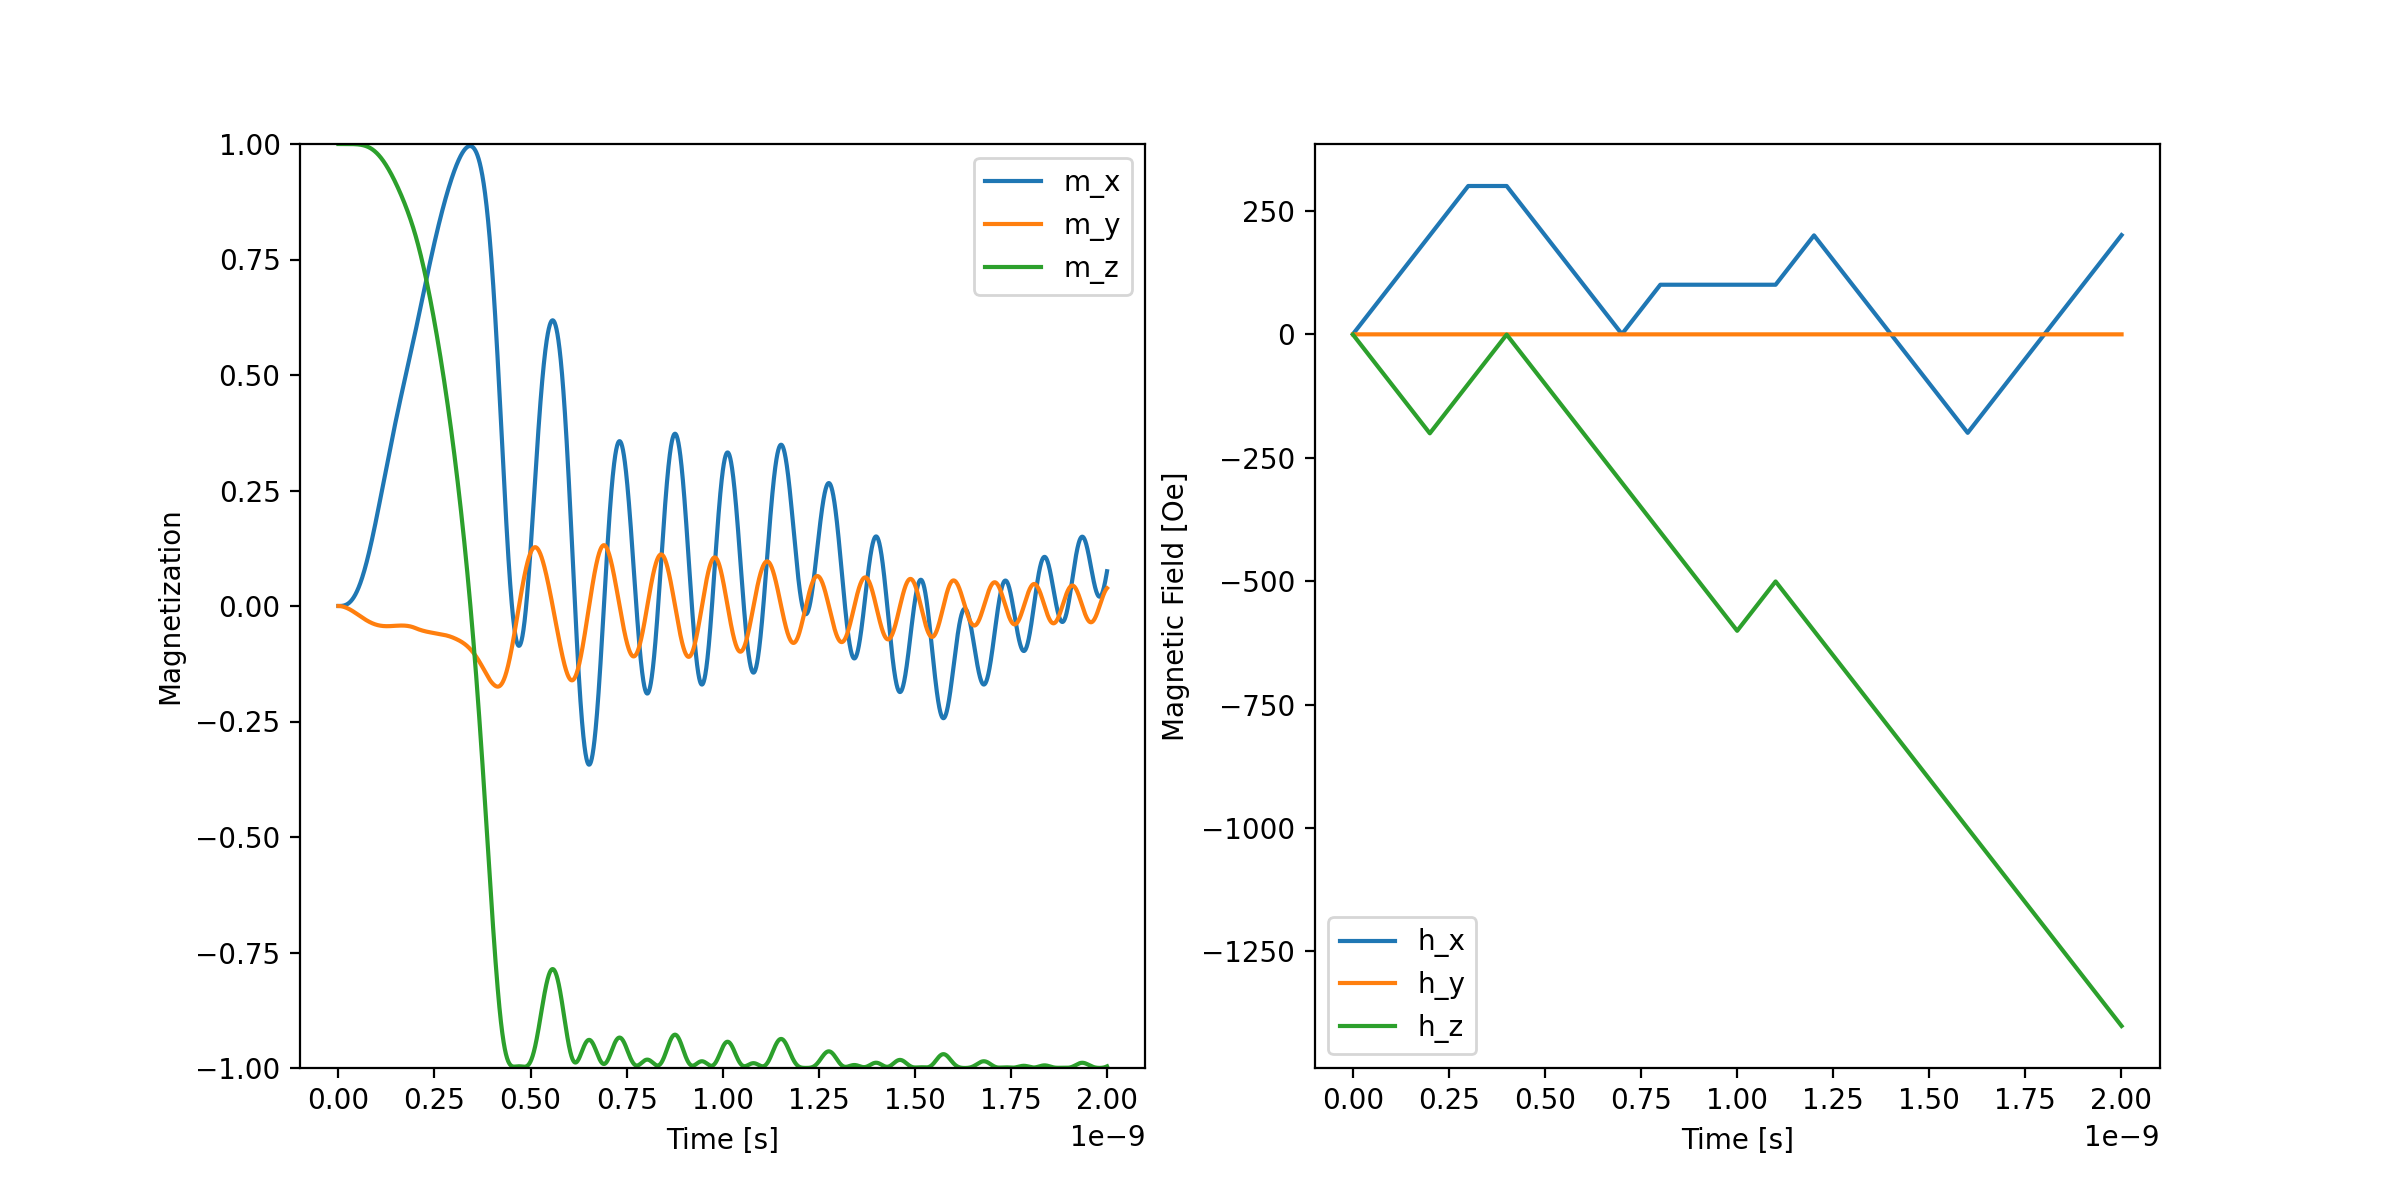 Magnetization
1.00
0.75
0.50
0.25
0.00
−0.25
−0.50
−0.75
−1.00
m_x
m_y
m_z
0.00 0.25 0.50 0.75 1.00 1.25 1.50 1.75 2.00
Time [s]
1e−9
Magnetic Field [Oe]
250
0
−250
−500
−750
−1000
−1250
h_x
h_y
h_z
0.00 0.25 0.50 0.75 1.00 1.25 1.50 1.75 2.00
Time [s]
1e−9